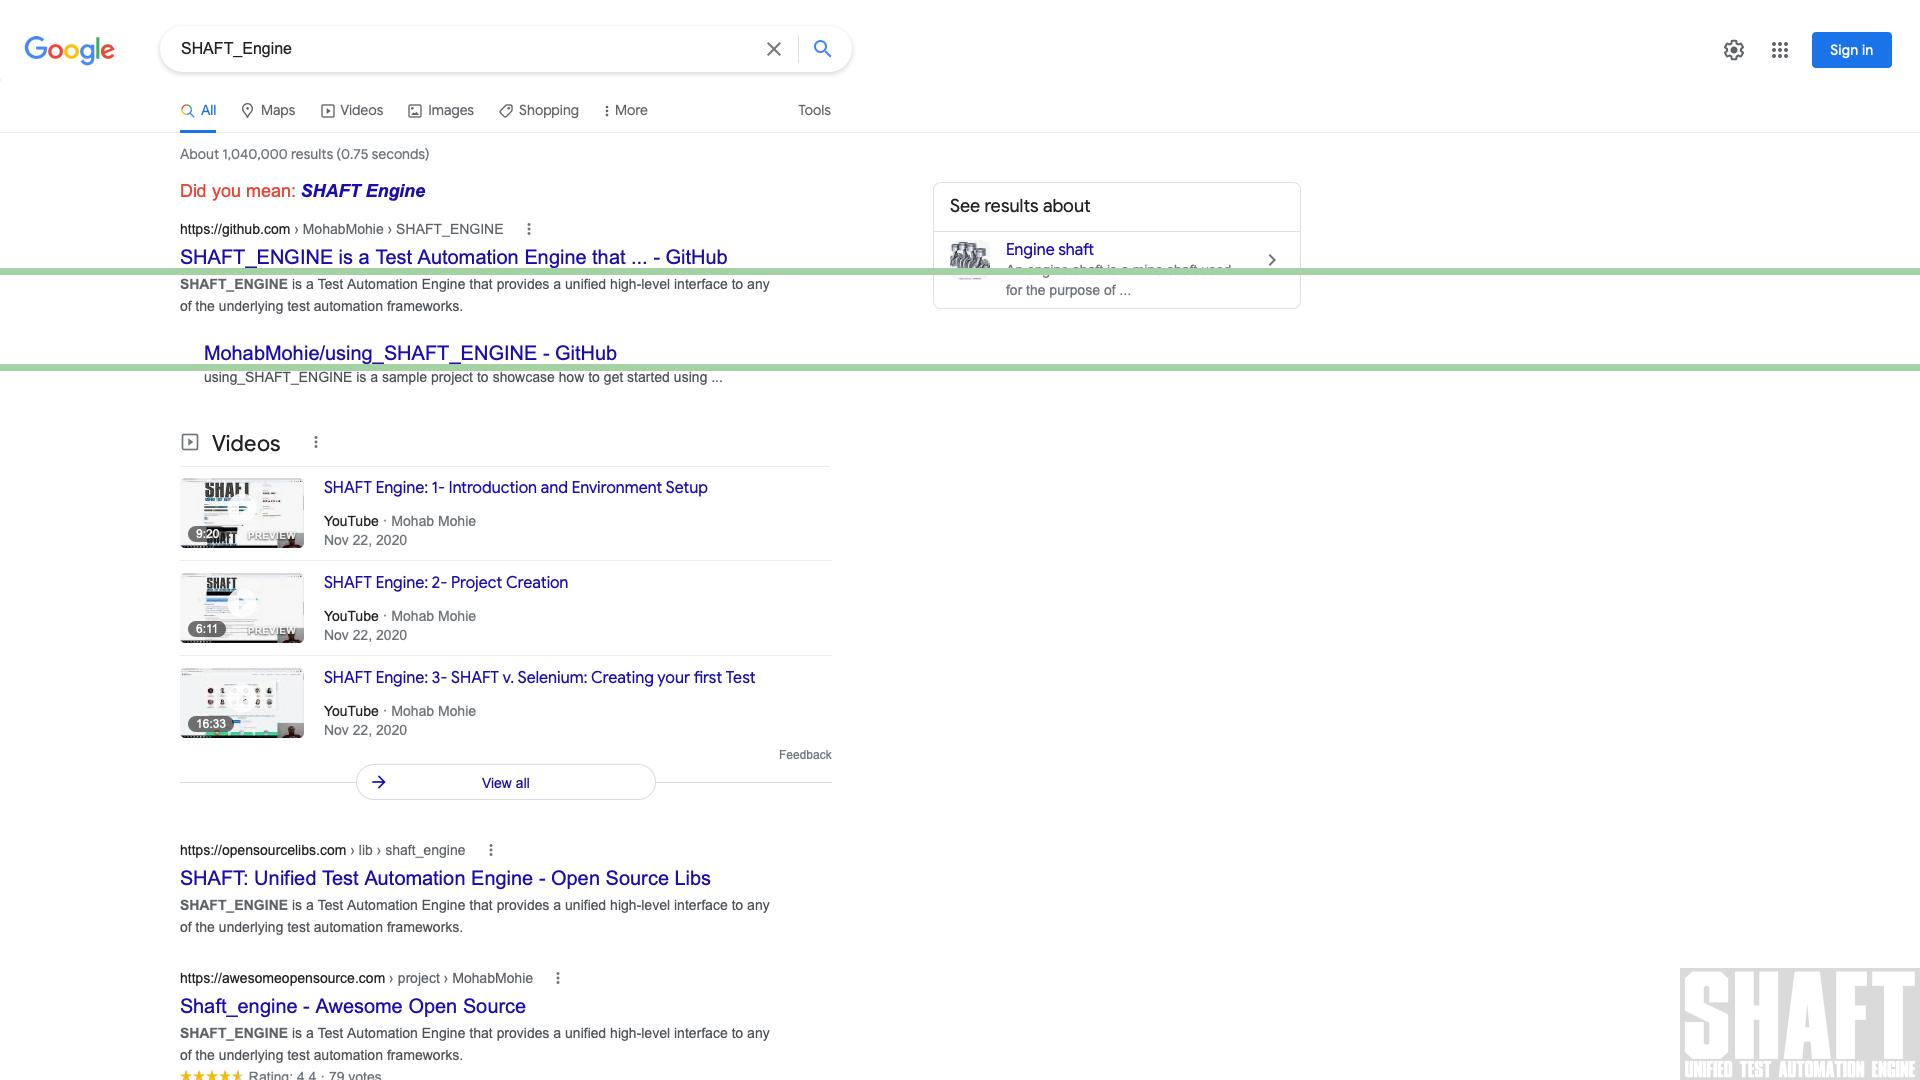 Google
SHAFT_Engine
Sign in
All
Maps
Videos
Images
Shopping
More
Tools
About 1,040,000 results (0.75 seconds)
Did you mean: SHAFT Engine
https://github.com › MohabMohie › SHAFT_ENGINE
SHAFT_ENGINE is a Test Automation Engine that ... - GitHub
SHAFT_ENGINE is a Test Automation Engine that provides a unified high-level interface to any
of the underlying test automation frameworks.
MohabMohie/using_SHAFT_ENGINE - GitHub
using_SHAFT_ENGINE is a sample project to showcase how to get started using ...
See results about
Engine shaft
An engine shaft is a mine shaft used
for the purpose of ...
Videos
SHAFT
9:20
PREVIEW
SHAFT Engine: 1- Introduction and Environment Setup
YouTube · Mohab Mohie
Nov 22, 2020
SHAFT
6:11
PREVIEW
SHAFT Engine: 2- Project Creation
YouTube · Mohab Mohie
Nov 22, 2020
16:33
SHAFT Engine: 3- SHAFT v. Selenium: Creating your first Test
YouTube · Mohab Mohie
Nov 22, 2020
Feedback
View all
https://opensourcelibs.com › lib › shaft_engine
SHAFT: Unified Test Automation Engine - Open Source Libs
SHAFT_ENGINE is a Test Automation Engine that provides a unified high-level interface to any
of the underlying test automation frameworks.
https://awesomeopensource.com › project › MohabMohie
Shaft_engine - Awesome Open Source
SHAFT_ENGINE is a Test Automation Engine that provides a unified high-level interface to any
of the underlying test automation frameworks.
Rating: 4.4 · 79 votes
SHAFT
UNIFIED TEST AUTOMATION ENGINE